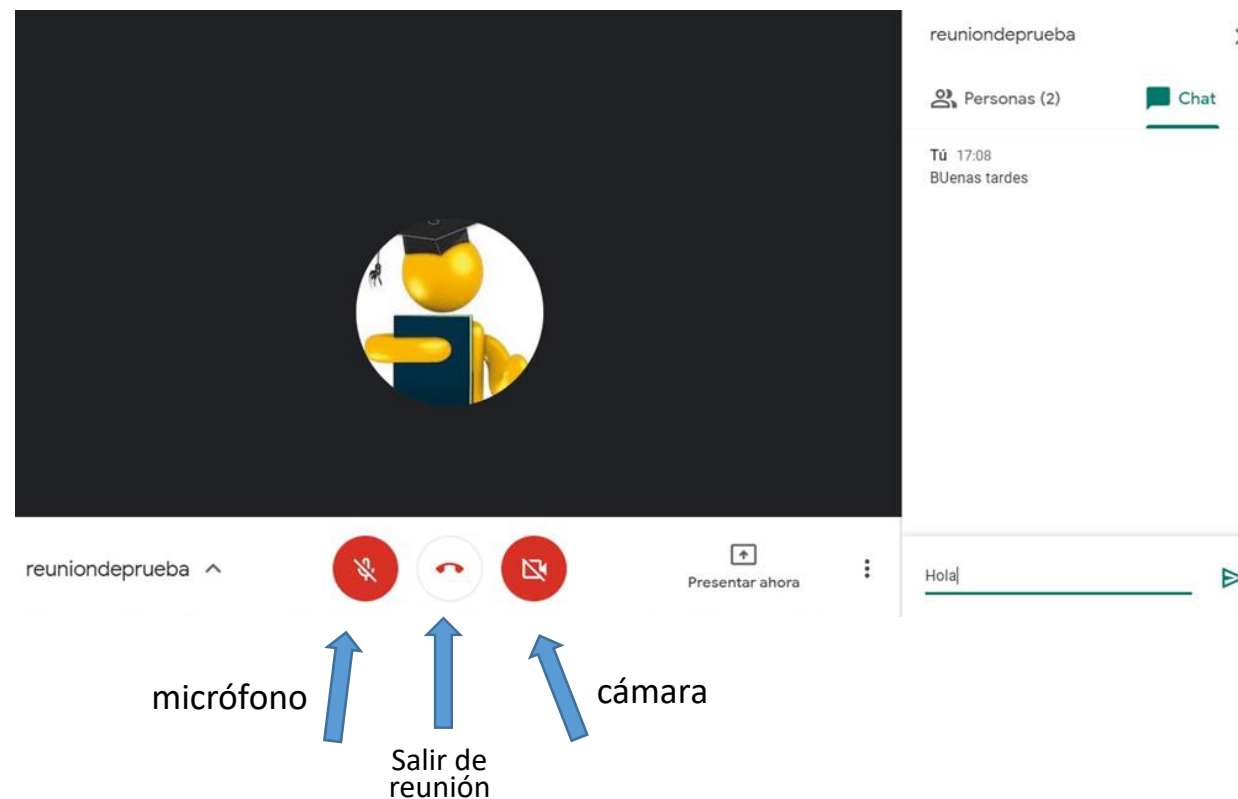 reuniondeprueba
Personas (2)
Chat
Tú 17:08
BUenas tardes
reuniondeprueba
Presentar ahora
Hola
micrófono
cámara
Salir de
reunión